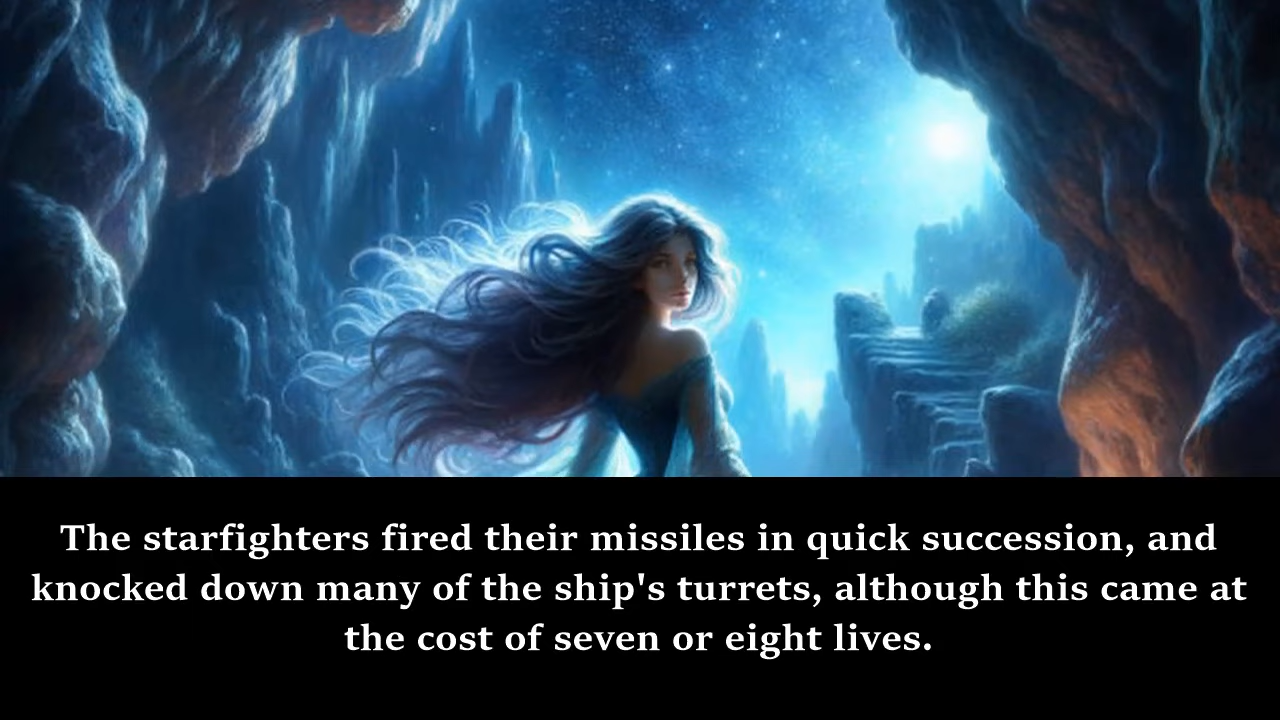 The starfighters fired their missiles in quick succession, and
knocked down many of the ship's turrets, although this came at
the cost of seven or eight lives.